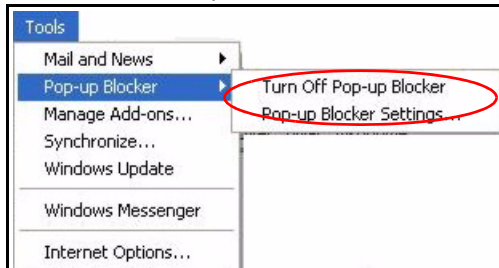 Tools
Mail and News
Pop-up Blocker
Turn Off Pop-up Blocker
Manage Add-ons...
Pop-up Blocker Settings...
Synchronize...
Windows Update
Windows Messenger
Internet Options...